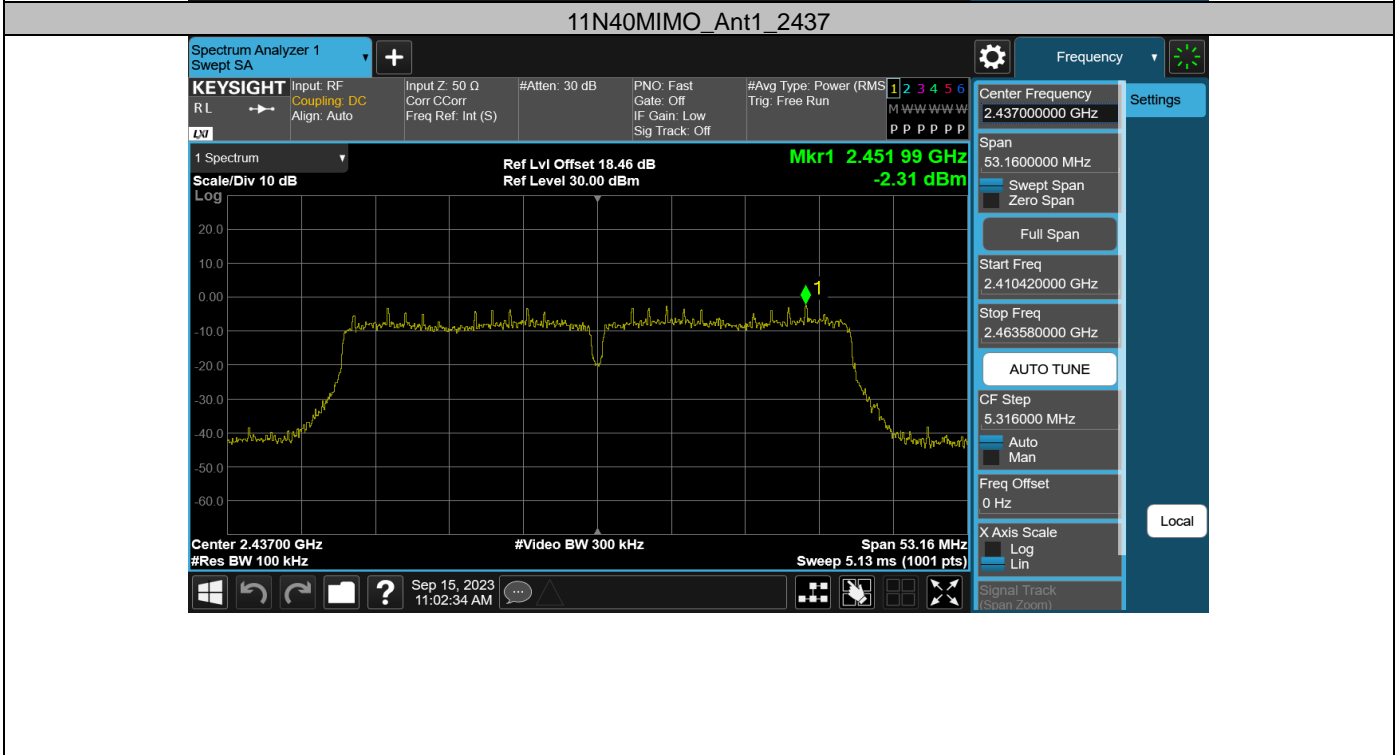 11N40MIMO_Ant1_2437
Spectrum Analyzer 1
Swept SA
Frequency
KEYSIGHT
R L
LXI
Input: RF
Coupling: DC
Align: Auto
Input Z: 50 Ω
Corr CCorr
Freq Ref: Int (S)
#Atten: 30 dB
PNO: Fast
Gate: Off
IF Gain: Low
Sig Track: Off
#Avg Type: Power (RMS
Trig: Free Run
1 2 3 4 5 6
M W W W W W
P P P P P P
1 Spectrum
Scale/Div 10 dB
Ref Lvl Offset 18.46 dB
Ref Level 30.00 dBm
Mkr1 2.451 99 GHz
-2.31 dBm
Log
20.0
10.0
0.00
-10.0
-20.0
-30.0
-40.0
-50.0
-60.0
1
Center 2.43700 GHz
#Video BW 300 kHz
Span 53.16 MHz
#Res BW 100 kHz
Sweep 5.13 ms (1001 pts)
Sep 15, 2023
11:02:34 AM
?
Center Frequency
2.437000000 GHz
Settings
Span
53.1600000 MHz
Swept Span
Zero Span
Full Span
Start Freq
2.410420000 GHz
Stop Freq
2.463580000 GHz
AUTO TUNE
CF Step
5.316000 MHz
Auto
Man
Freq Offset
0 Hz
Local
X Axis Scale
Log
Lin
Signal Track
(Span Zoom)